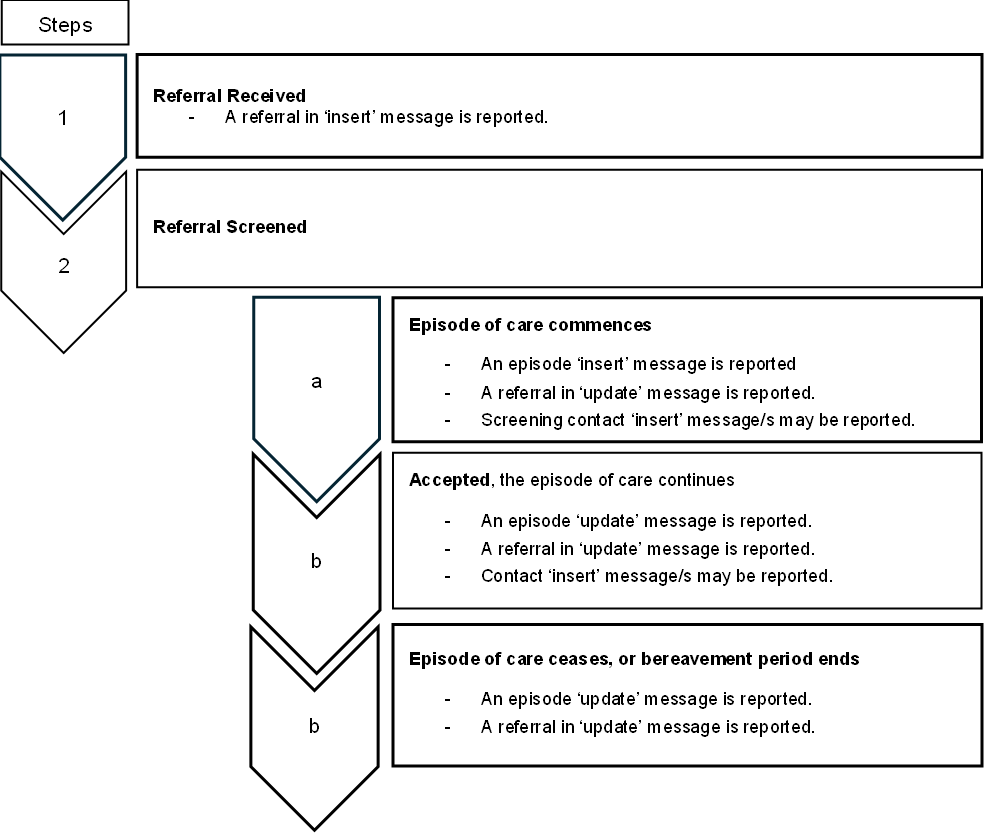 Steps
1
Referral Received
- A referral in ‘insert’ message is reported.
2
Referral Screened
a
Episode of care commences
- An episode ‘insert’ message is reported
- A referral in ‘update’ message is reported.
- Screening contact ‘insert’ message/s may be reported.
b
Accepted, the episode of care continues
- An episode ‘update’ message is reported.
- A referral in ‘update’ message is reported.
- Contact ‘insert’ message/s may be reported.
b
Episode of care ceases, or bereavement period ends
- An episode ‘update’ message is reported.
- A referral in ‘update’ message is reported.